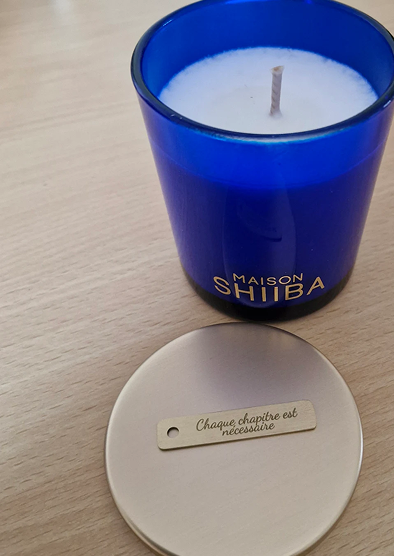 MAISON
SHIIBA
Chaque chapitre est
nécessaire